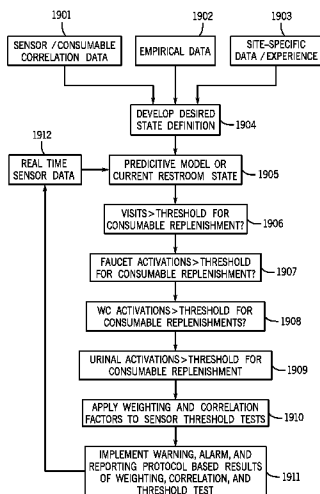 1901
1902
1903
SENSOR / CONSUMABLE
CORRELATION DATA
EMPIRICAL DATA
SITE-SPECIFIC
DATA / EXPERIENCE
1912
DEVELOP DESIRED
STATE DEFINITION
1904
REAL TIME
SENSOR DATA
PREDICITIVE MODEL OR
CURRENT RESTROOM STATE
1905
VISITS>THRESHOLD FOR
CONSUMABLE REPLENISHMENT?
1906
FAUCET ACTIVATIONS>THRESHOLD
FOR CONSUMABLE REPLENISHMENT?
1907
WC ACTIVATIONS>THRESHOLD FOR
CONSUMABLE REPLENISHMENTS?
1908
URINAL ACTIVATIONS>THRESHOLD FOR
CONSUMABLE REPLENISHMENT
1909
APPLY WEIGHTING AND CORRELATION
FACTORS TO SENSOR THRESHOLD TESTS
1910
IMPLEMENT WARNING, ALARM, AND
REPORTING PROTOCOL BASED RESULTS
OF WEIGHTING, CORRELATION, AND
THRESHOLD TEST
1911